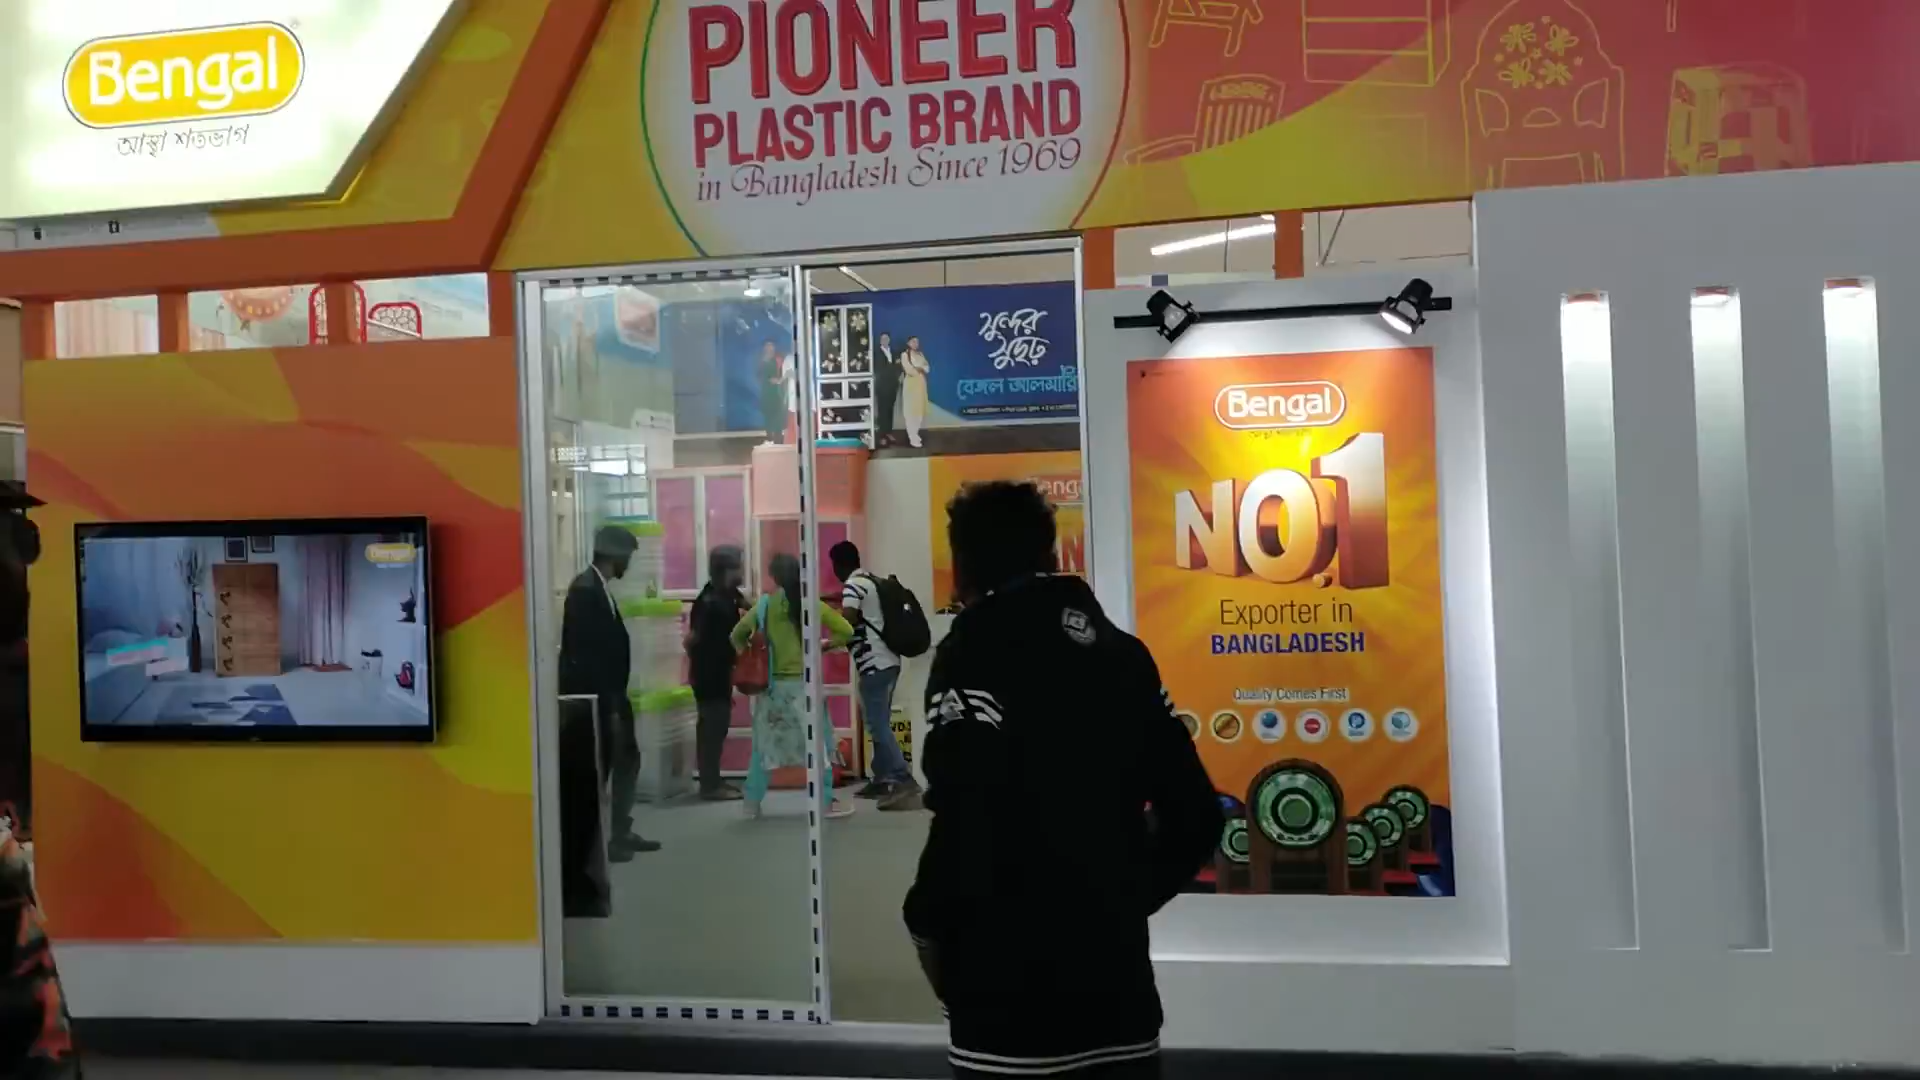 Bengal
আস্থা শতভাগ
PIONEER
PLASTIC BRAND
in Bangladesh Since 1969
সুন্দর
সুদৃঢ়
বেঙ্গল আলমারি
Bengal
Bengal
NO.1
Exporter in
BANGLADESH
Quality Comes First
Bengal